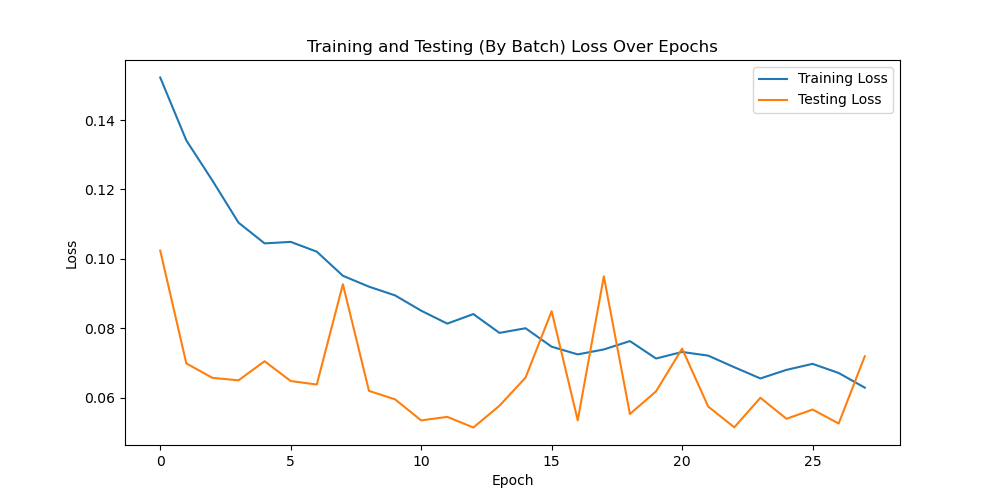 Training and Testing (By Batch) Loss Over Epochs
Training Loss
Testing Loss
Loss
0.14
0.12
0.10
0.08
0.06
0 5 10 15 20 25
Epoch